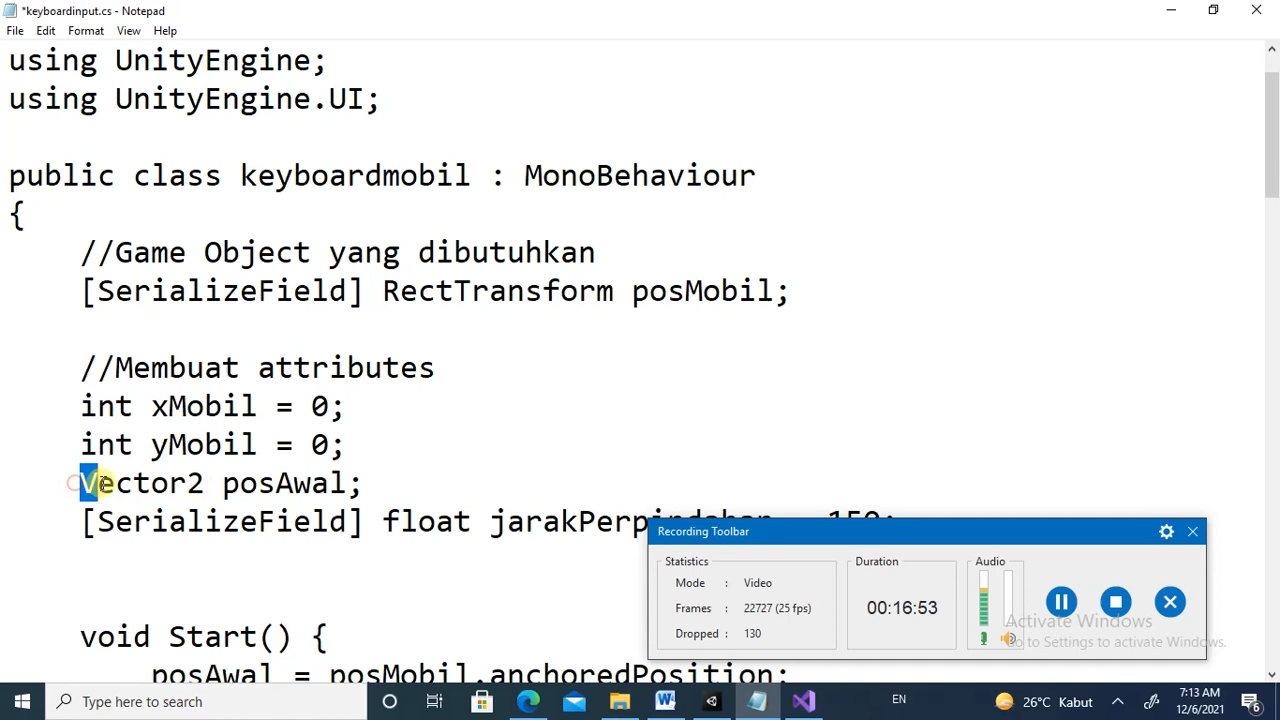 *keyboardinput.cs - Notepad
File Edit Format View Help
using UnityEngine;
using UnityEngine.UI;
public class keyboardmobil : MonoBehaviour
{
//Game Object yang dibutuhkan
[SerializeField] RectTransform posMobil;
//Membuat attributes
int xMobil = 0;
int yMobil = 0;
Vector2 posAwal;
[SerializeField] float jarakPerpindahan = 150;
void Start() {
posAwal = posMobil.anchoredPosition;
Recording Toolbar
Statistics
Mode : Video
Frames : 22727 (25 fps)
Dropped : 130
Duration
00:16:53
Audio
Activate Windows
Go to Settings to activate Windows.
Type here to search
EN
26°C Kabut
7:13 AM
12/6/2021
6